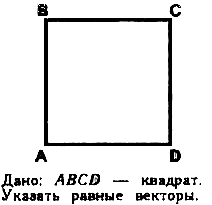 B C
A D
Дано: ABCD — квадрат.
Указать равные векторы.